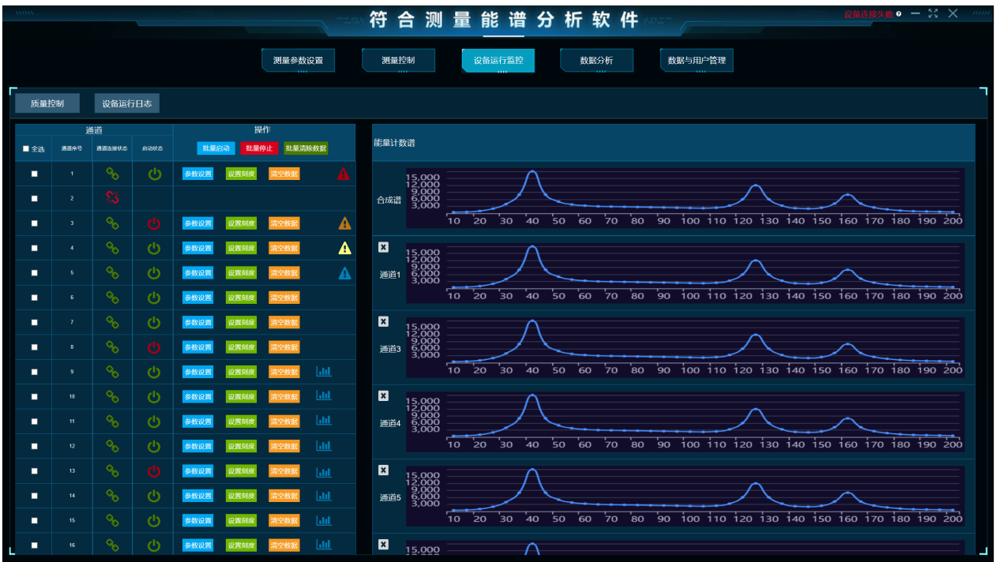 符合测量能谱分析软件
设备连接失败
测量参数设置 测量控制 设备运行监控 数据分析 数据与用户管理
质量控制 设备运行日志
通道 操作
全选 通道序号 通道连接状态 启动状态 批量启动 批量停止 批量清除数据
1 参数设置 设置刻度 清空数据
2
3 参数设置 设置刻度 清空数据
4 参数设置 设置刻度 清空数据
5 参数设置 设置刻度 清空数据
6 参数设置 设置刻度 清空数据
7 参数设置 设置刻度 清空数据
8 参数设置 设置刻度 清空数据
9 参数设置 设置刻度 清空数据
10 参数设置 设置刻度 清空数据
11 参数设置 设置刻度 清空数据
12 参数设置 设置刻度 清空数据
13 参数设置 设置刻度 清空数据
14 参数设置 设置刻度 清空数据
15 参数设置 设置刻度 清空数据
16 参数设置 设置刻度 清空数据
能量计数谱
合成谱
15,000
12,000
9,000
6,000
3,000
10 20 30 40 50 60 70 80 90 100 110 120 130 140 150 160 170 180 190 200
通道1
15,000
12,000
9,000
6,000
3,000
10 20 30 40 50 60 70 80 90 100 110 120 130 140 150 160 170 180 190 200
通道3
15,000
12,000
9,000
6,000
3,000
10 20 30 40 50 60 70 80 90 100 110 120 130 140 150 160 170 180 190 200
通道4
15,000
12,000
9,000
6,000
3,000
10 20 30 40 50 60 70 80 90 100 110 120 130 140 150 160 170 180 190 200
通道5
15,000
12,000
9,000
6,000
3,000
10 20 30 40 50 60 70 80 90 100 110 120 130 140 150 160 170 180 190 200
15,000